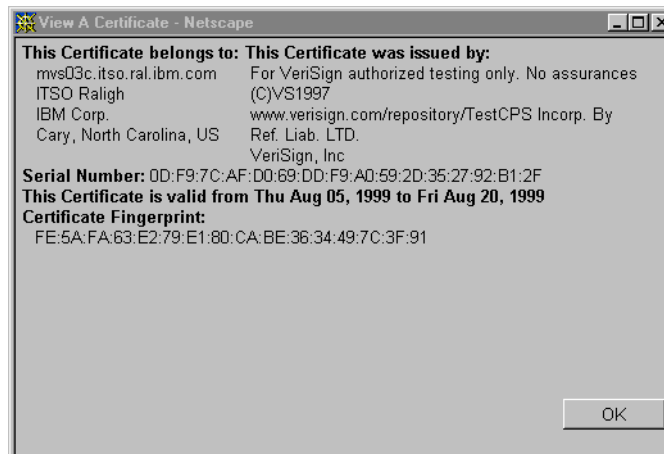 View A Certificate - Netscape
This Certificate belongs to: This Certificate was issued by:
mvs03c.itso.ral.ibm.com For VeriSign authorized testing only. No assurances
ITSO Raligh (C)VS1997
IBM Corp. www.verisign.com/repository/TestCPS Incorp. By
Cary, North Carolina, US Ref. Liab. LTD.
VeriSign, Inc
Serial Number: 0D:F9:7C:AF:D0:69:DD:F9:A0:59:2D:35:27:92:B1:2F
This Certificate is valid from Thu Aug 05, 1999 to Fri Aug 20, 1999
Certificate Fingerprint:
FE:5A:FA:63:E2:79:E1:80:CA:BE:36:34:49:7C:3F:91
OK